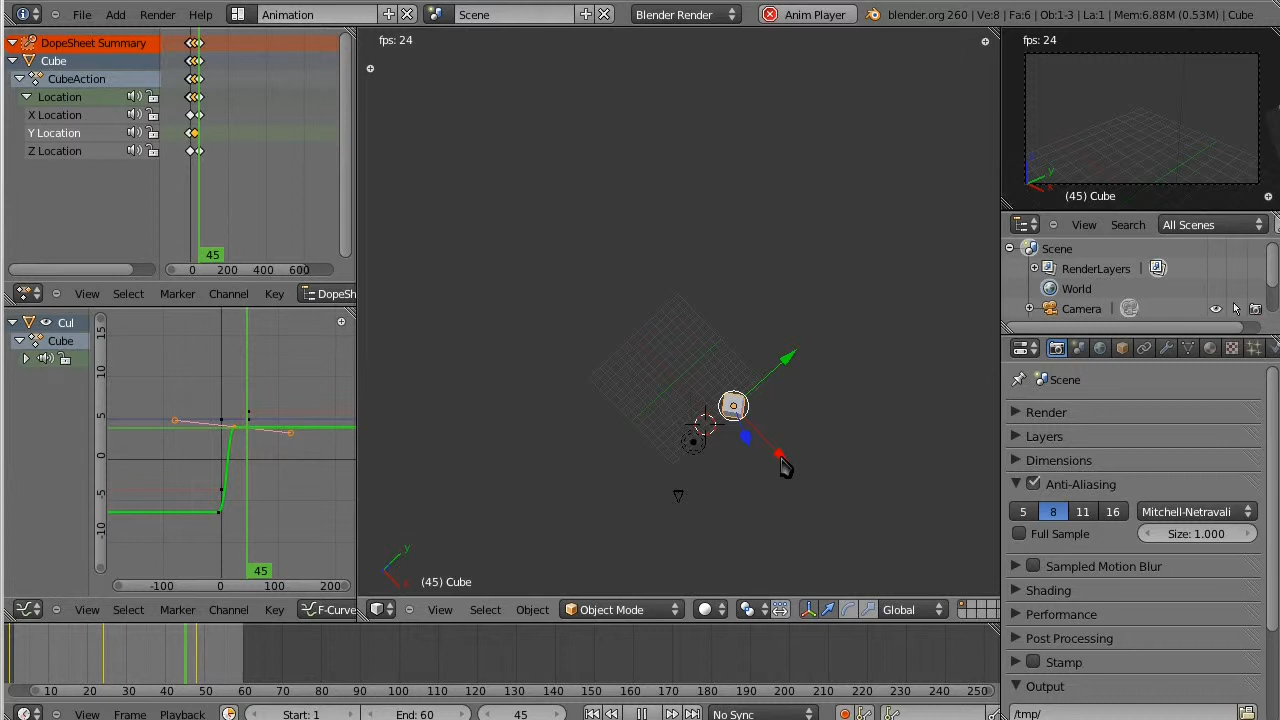 File Add Render Help Animation Scene Blender Render Anim Player blender.org 260 | Ve:8 | Fa:6 | Ob:1-3 | La:1 | Mem:6.88M (0.53M) | Cube
DopeSheet Summary
Cube
CubeAction
Location
X Location
Y Location
Z Location
45
0 200 400 600
View Select Marker Channel Key DopeSh
Cul
Cube
15
10
5
0
-5
-10
45
-100 0 100 200
View Select Marker Channel Key F-Curve
fps: 24
y
x
(45) Cube
View Select Object Object Mode Global
fps: 24
y
x
(45) Cube
View Search All Scenes
Scene
RenderLayers
World
Camera
Scene
Render
Layers
Dimensions
Anti-Aliasing
5 8 11 16 Mitchell-Netravali
Full Sample Size: 1.000
Sampled Motion Blur
Shading
Performance
Post Processing
Stamp
Output
/tmp/
10 20 30 40 50 60 70 80 90 100 110 120 130 140 150 160 170 180 190 200 210 220 230 240 250
View Frame Playback Start: 1 End: 60 45 No Sync